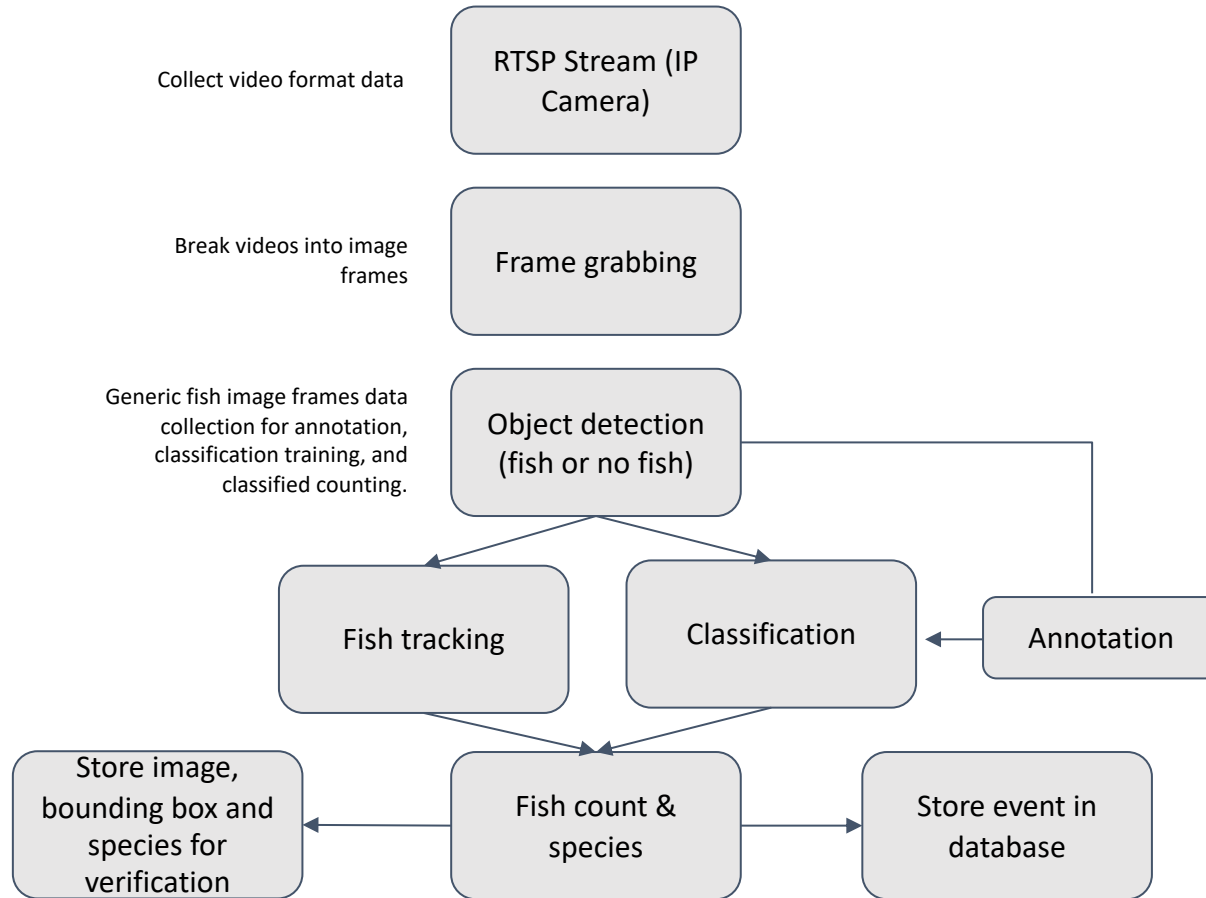 Collect video format data
RTSP Stream (IP
Camera)
Break videos into image
frames
Frame grabbing
Generic fish image frames data
collection for annotation,
classification training, and
classified counting.
Object detection
(fish or no fish)
Fish tracking
Classification
Annotation
Store image,
bounding box and
species for
verification
Fish count &
species
Store event in
database